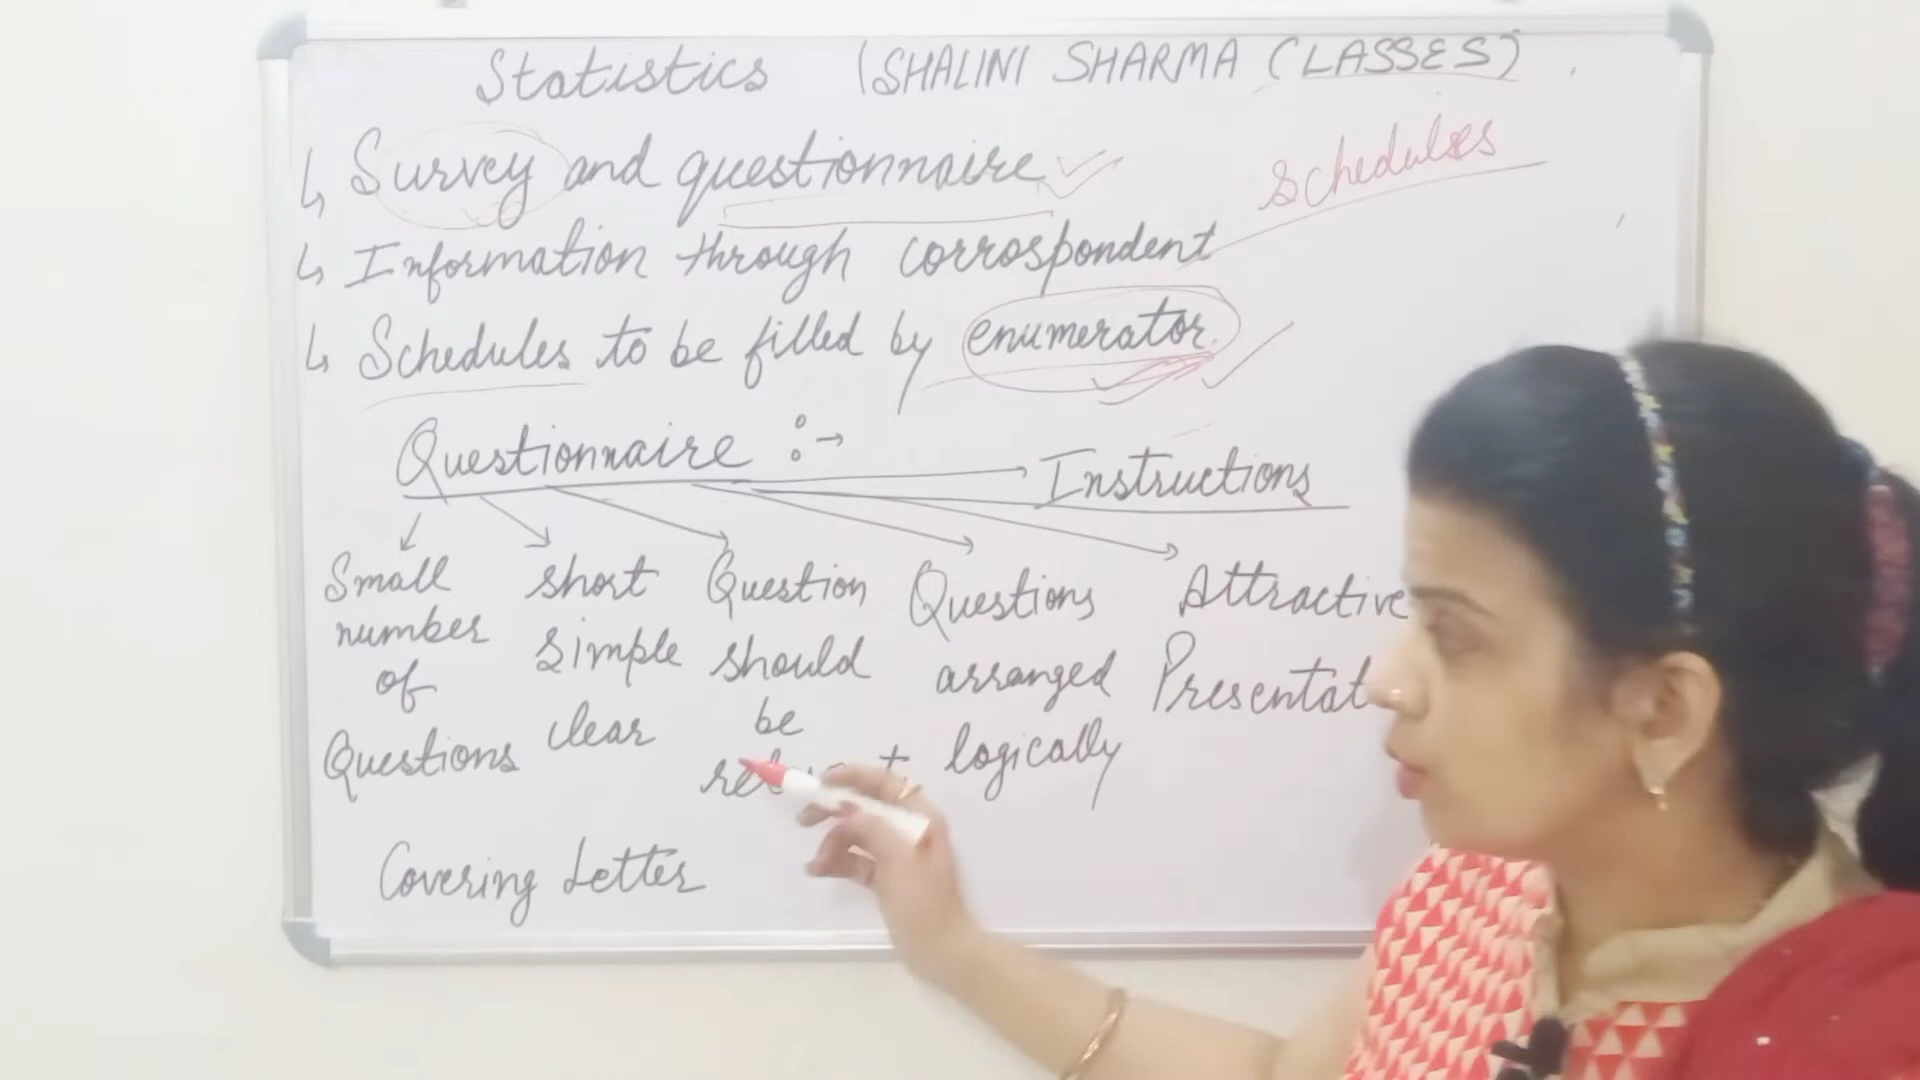 Statistics (SHALINI SHARMA CLASSES)
↳ Survey and questionnaire
Schedules
↳ Information through corrospondent
↳ Schedules to be filled by enumerator.
Questionnaire :→
Instructions
Small number of Questions
short simple clear
Question should be
Questions arranged logically
Attractive
Covering Letter